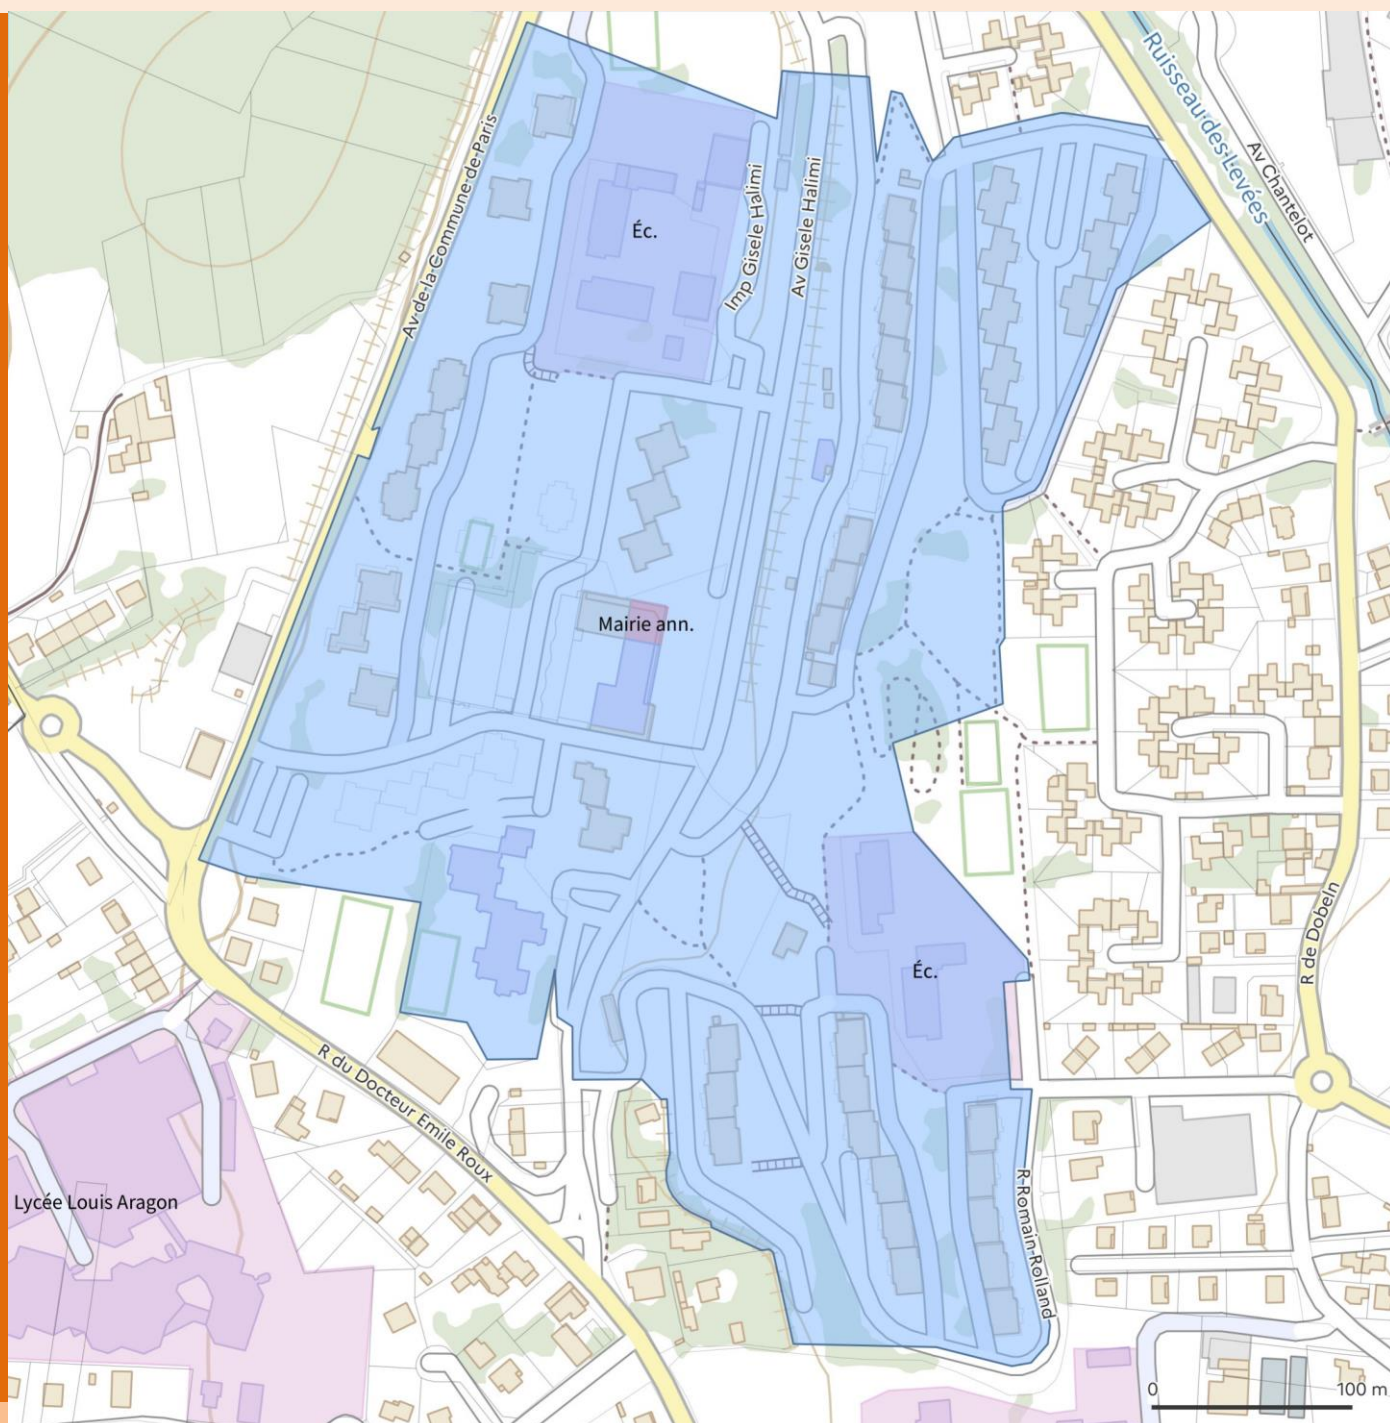 Ruisseau des Levées
Av Chantelot
Av de la Commune de Paris
Éc.
Imp Gisele Halimi
Av Gisele Halimi
Mairie ann.
R de Dobeln
Éc.
R du Docteur Emile Roux
Lycée Louis Aragon
R Romain Rolland
0
100 m